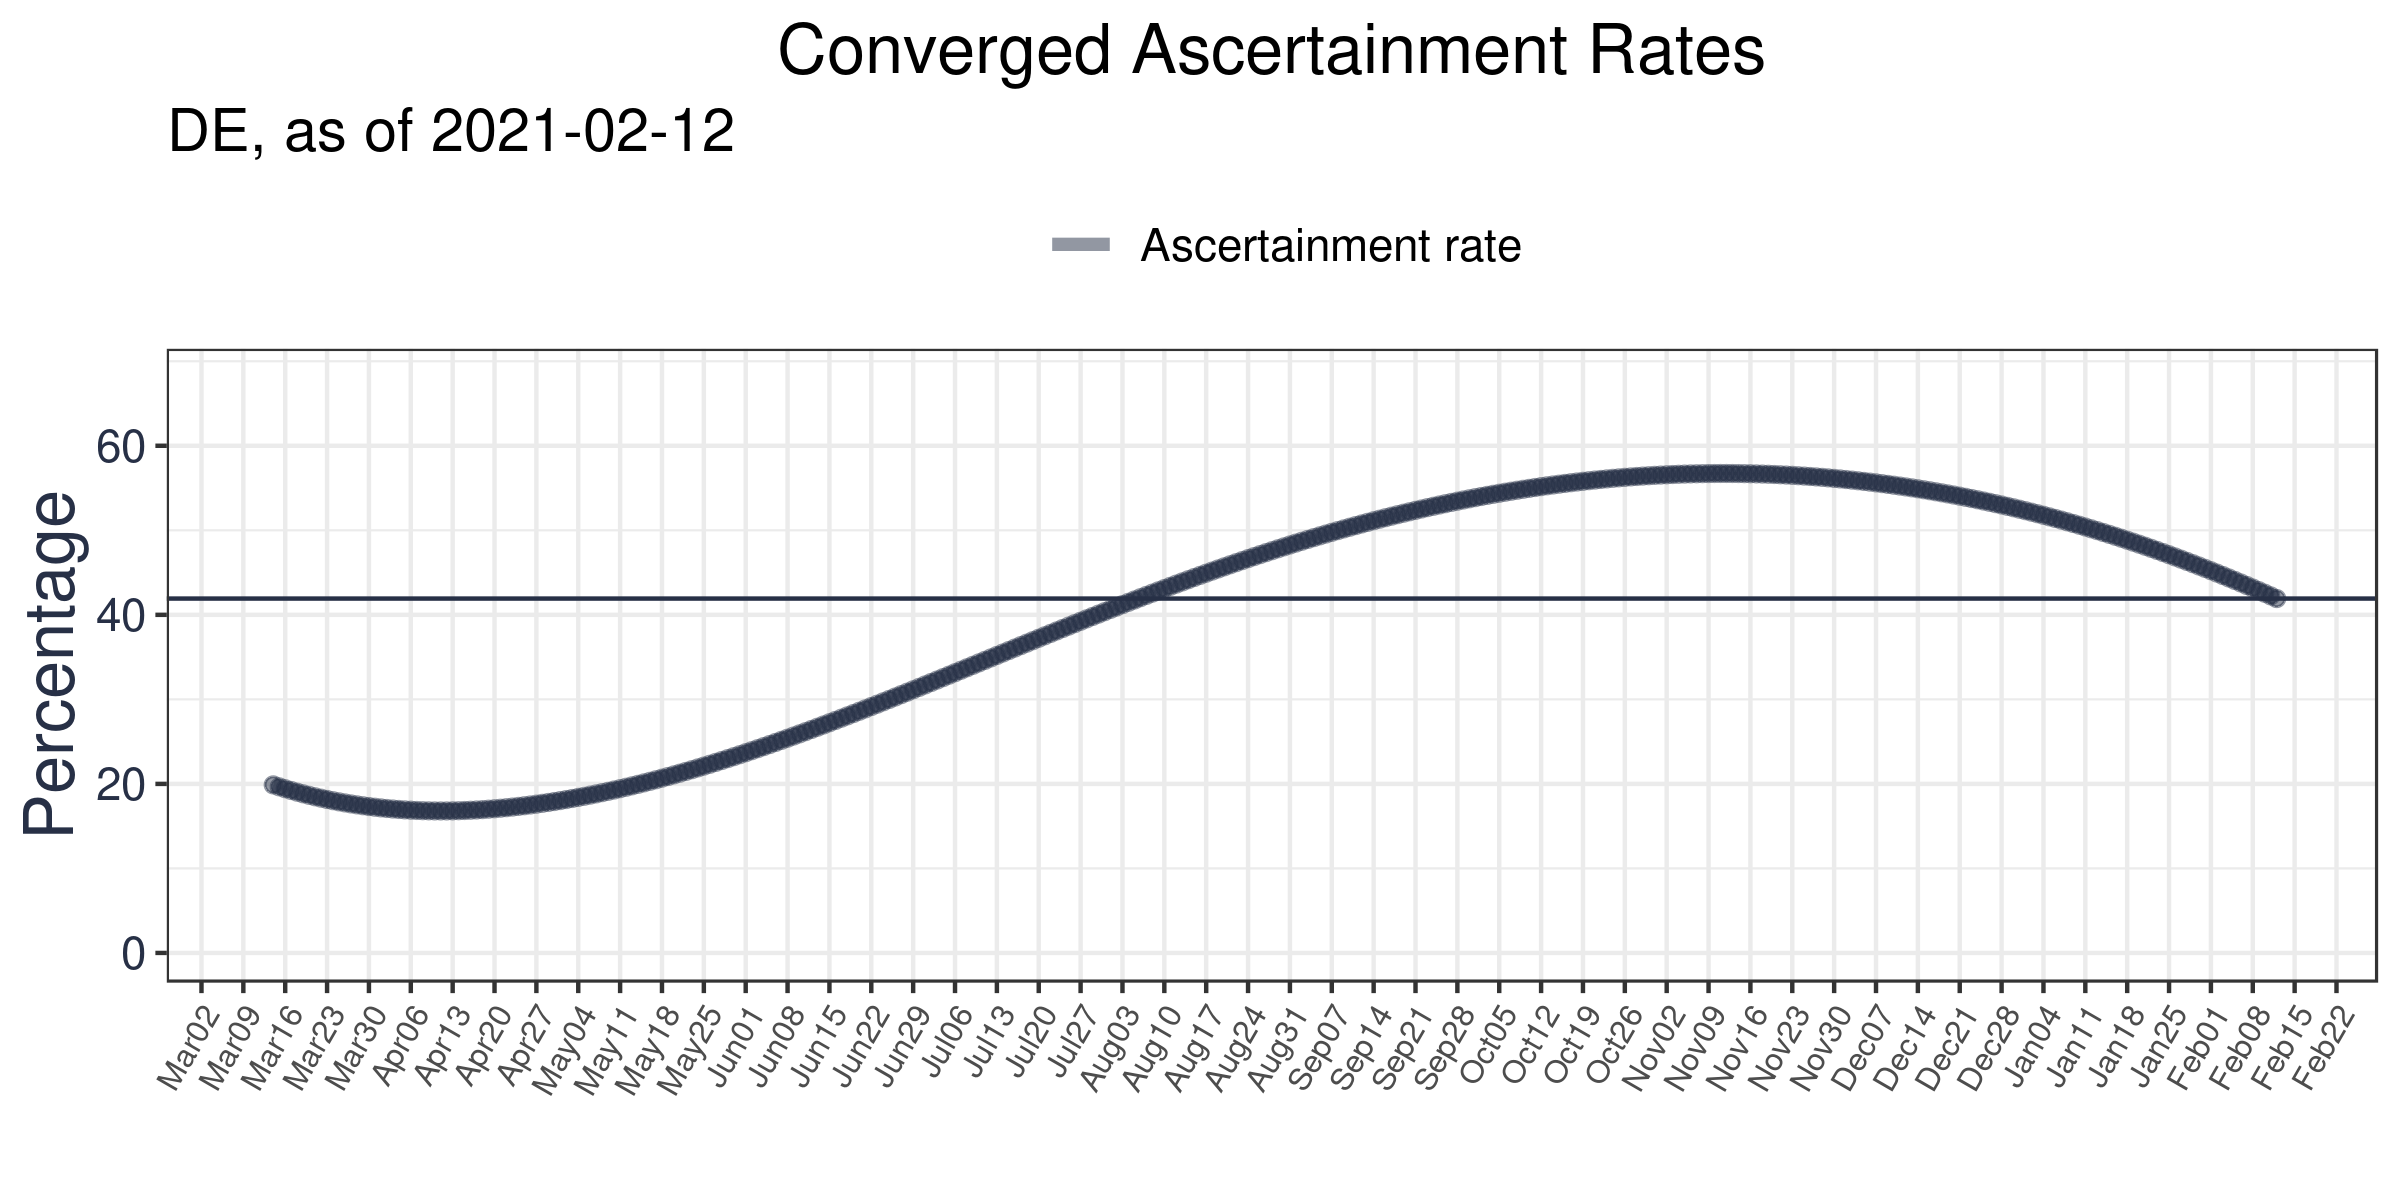 Converged Ascertainment Rates
DE, as of 2021-02-12
Ascertainment rate
Percentage
60
40
20
0
Mar02
Mar09
Mar16
Mar23
Mar30
Apr06
Apr13
Apr20
Apr27
May04
May11
May18
May25
Jun01
Jun08
Jun15
Jun22
Jun29
Jul06
Jul13
Jul20
Jul27
Aug03
Aug10
Aug17
Aug24
Aug31
Sep07
Sep14
Sep21
Sep28
Oct05
Oct12
Oct19
Oct26
Nov02
Nov09
Nov16
Nov23
Nov30
Dec07
Dec14
Dec21
Dec28
Jan04
Jan11
Jan18
Jan25
Feb01
Feb08
Feb15
Feb22